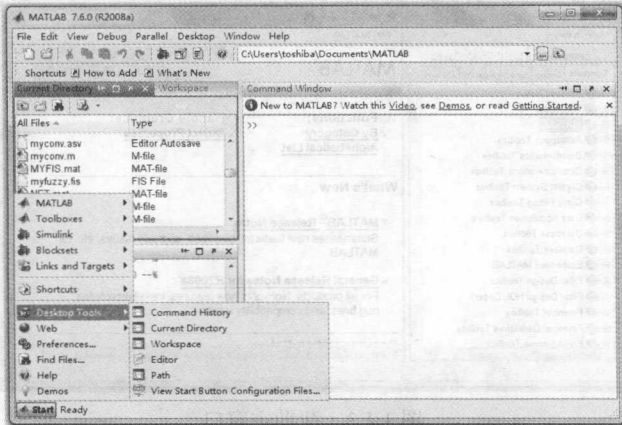 MATLAB 7.6.0 (R2008a)
File Edit View Debug Parallel Desktop Window Help
C:\Users\toshiba\Documents\MATLAB
Shortcuts How to Add What's New
Current Directory Workspace
All Files Type
myconv.asv Editor Autosave
myconv.m M-file
MYFIS.mat MAT-file
myfuzzy.fis FIS File
MAT-file
M-file
M-file
MATLAB
Toolboxes
Simulink
Blocksets
Links and Targets
Shortcuts
Desktop Tools
Web
Preferences...
Find Files...
Help
Demos
Start Ready
Command History
Current Directory
Workspace
Editor
Path
View Start Button Configuration Files...
Command Window
New to MATLAB? Watch this Video, see Demos, or read Getting Started.
>>